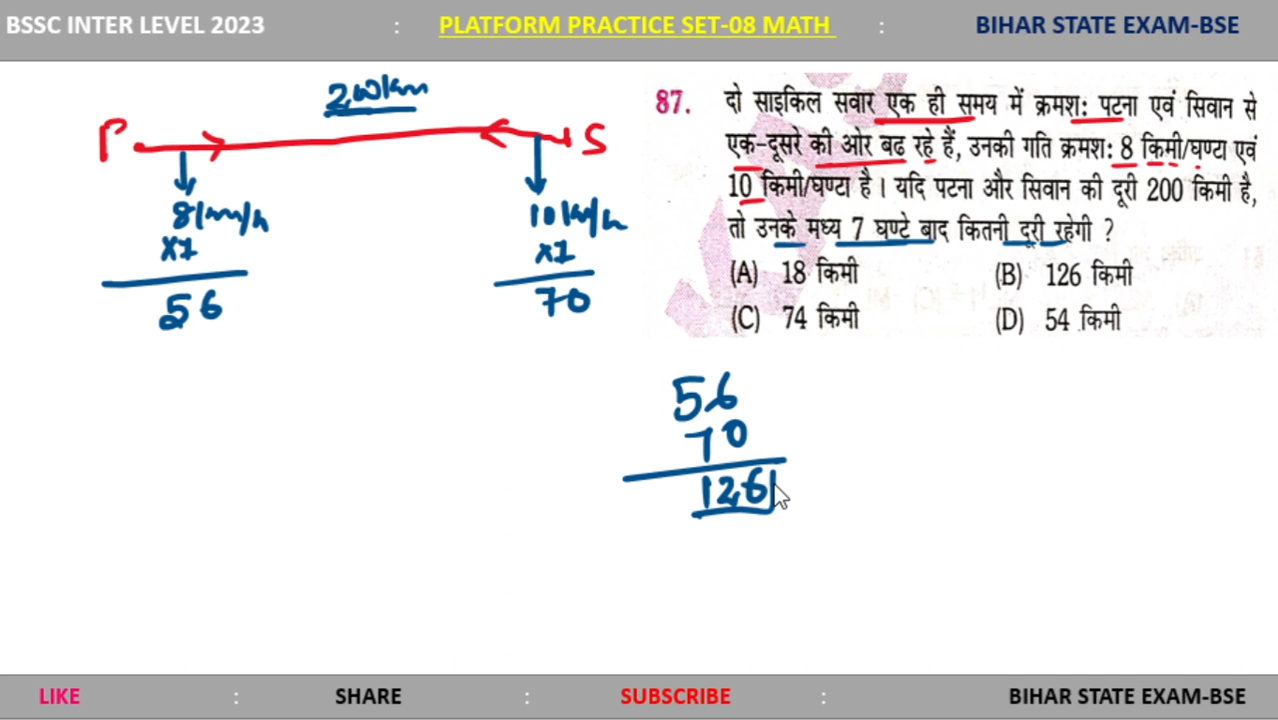 BSSC INTER LEVEL 2023 : PLATFORM PRACTICE SET-08 MATH : BIHAR STATE EXAM-BSE
200km
P S
8km/h 10km/h
x7 x7
56 70
87. दो साइकिल सवार एक ही समय में क्रमश: पटना एवं सिवान से
एक-दूसरे की ओर बढ रहे हैं, उनकी गति क्रमश: 8 किमी/घण्टा एवं
10 किमी/घण्टा है। यदि पटना और सिवान की दूरी 200 किमी है,
तो उनके मध्य 7 घण्टे बाद कितनी दूरी रहेगी ?
(A) 18 किमी (B) 126 किमी
(C) 74 किमी (D) 54 किमी
56
70
126
LIKE : SHARE : SUBSCRIBE : BIHAR STATE EXAM-BSE